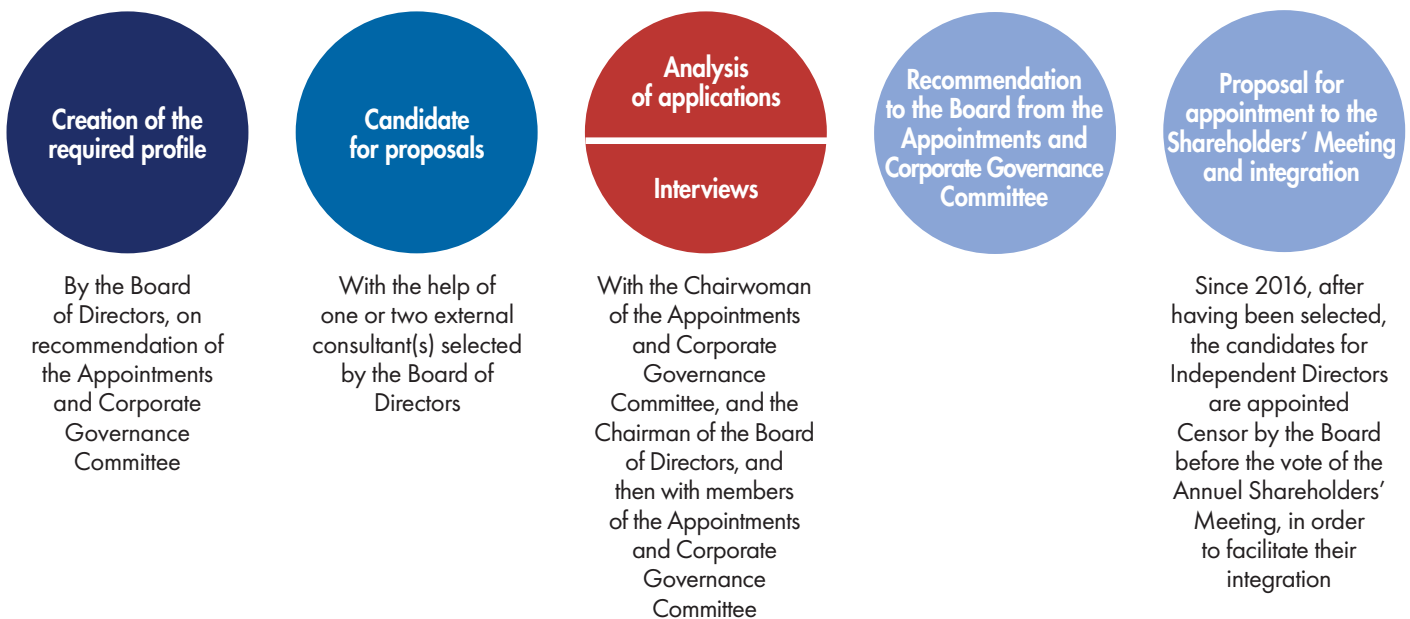 Creation of the
required profile
By the Board
of Directors, on
recommendation of
the Appointments
and Corporate
Governance
Committee
Candidate
for proposals
With the help of
one or two external
consultant(s) selected
by the Board of
Directors
Analysis
of applications
Interviews
With the Chairwoman
of the Appointments
and Corporate
Governance
Committee, and the
Chairman of the Board
of Directors, and
then with members
of the Appointments
and Corporate
Governance
Committee
Recommendation
to the Board from the
Appointments and
Corporate Governance
Committee
Proposal for
appointment to the
Shareholders’ Meeting
and integration
Since 2016, after
having been selected,
the candidates for
Independent Directors
are appointed
Censor by the Board
before the vote of the
Annuel Shareholders’
Meeting, in order
to facilitate their
integration